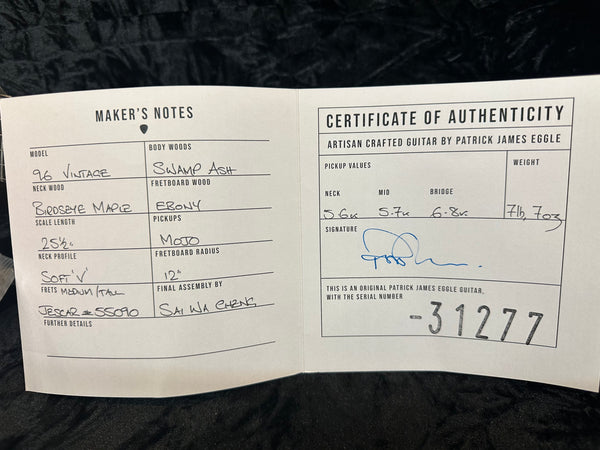 MAKER'S NOTES
MODEL
96 VINTAGE
BODY WOODS
SWAMP ASH
NECK WOOD
BIRDSEYE MAPLE
FRETBOARD WOOD
EBONY
SCALE LENGTH
25½"
PICKUPS
MOJO
NECK PROFILE
SOFT 'V'
FRETBOARD RADIUS
12"
FRETS MEDIUM/TALL
JESCAR #55090
FINAL ASSEMBLY BY
SAI WA CHENG
FURTHER DETAILS
CERTIFICATE OF AUTHENTICITY
ARTISAN CRAFTED GUITAR BY PATRICK JAMES EGGLE
PICKUP VALUES
WEIGHT
NECK MID BRIDGE
5.6K 5.7K 6.8K 7lb, 7oz
SIGNATURE
THIS IS AN ORIGINAL PATRICK JAMES EGGLE GUITAR,
WITH THE SERIAL NUMBER
-31277